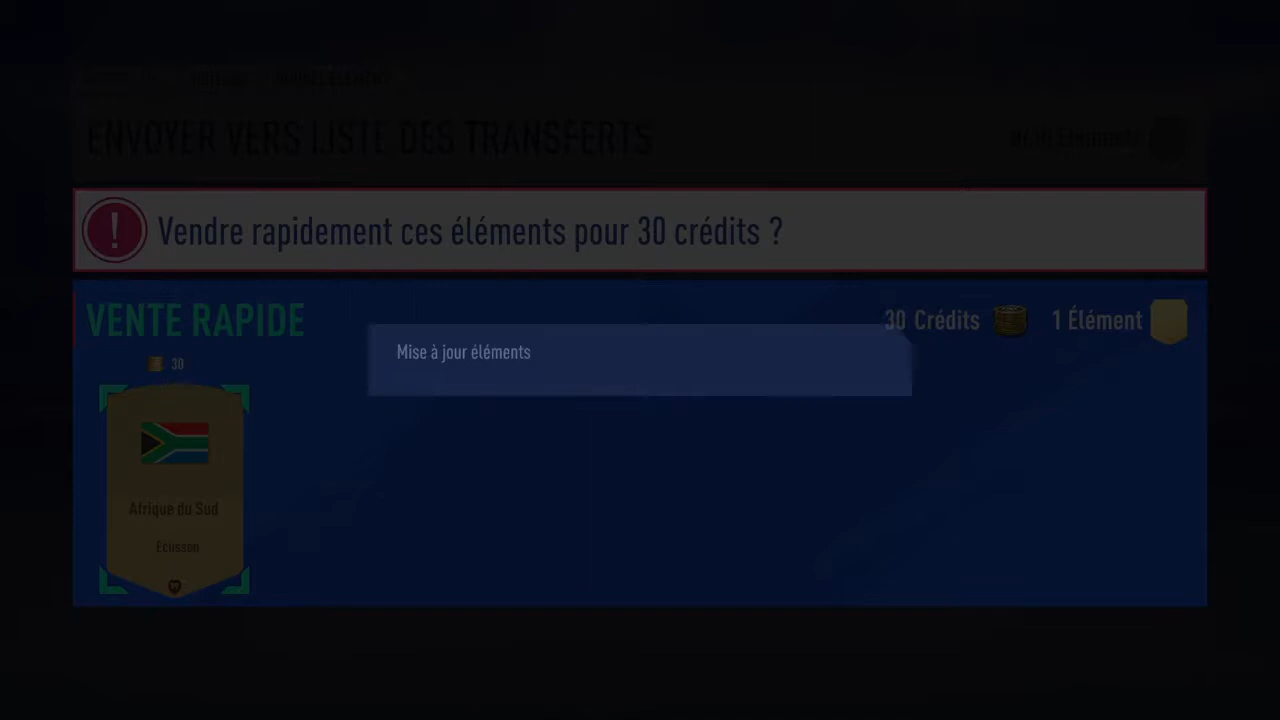 ENVOYER VERS LISTE DES TRANSFERTS
Vendre rapidement ces éléments pour 30 crédits ?
VENTE RAPIDE
30 Crédits
1 Élément
30
Mise à jour éléments
Afrique du Sud
Ecusson